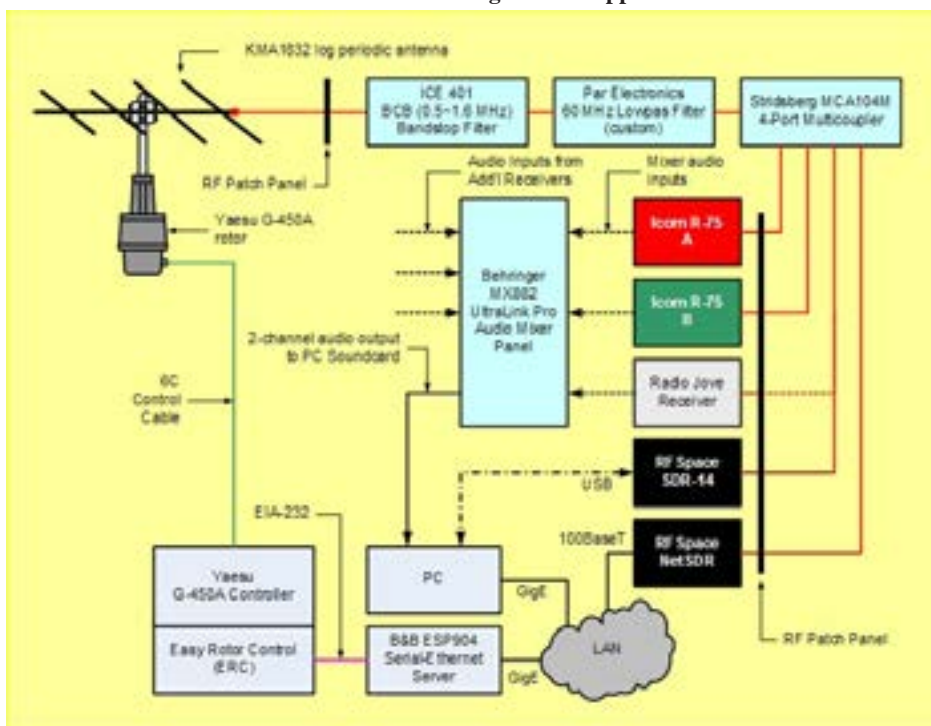 KMA1832 log periodic antenna
ICE 401
BCB (0.5~1.6 MHz)
Bandstop Filter
Par Electronics
60 MHz Lowpas Filter
(custom)
Stridsberg MCA104M
4-Port Multicoupler
RF Patch Panel
Audio Inputs from
Add'l Receivers
Mixer audio
inputs
Yaesu G-450A
rotor
Icom R-75
A
Behringer
MX882
UltraLink Pro
Audio Mixer
Panel
Icom R-75
B
2-channel audio output
to PC Soundcard
Radio Jove
Receiver
6C
Control
Cable
RF Space
SDR-14
USB
EIA-232
100BaseT
RF Space
NetSDR
Yaesu
G-450A Controller
PC
GigE
RF Patch Panel
Easy Rotor Control
(ERC)
B&B ESP904
Serial-Ethernet
Server
GigE
LAN